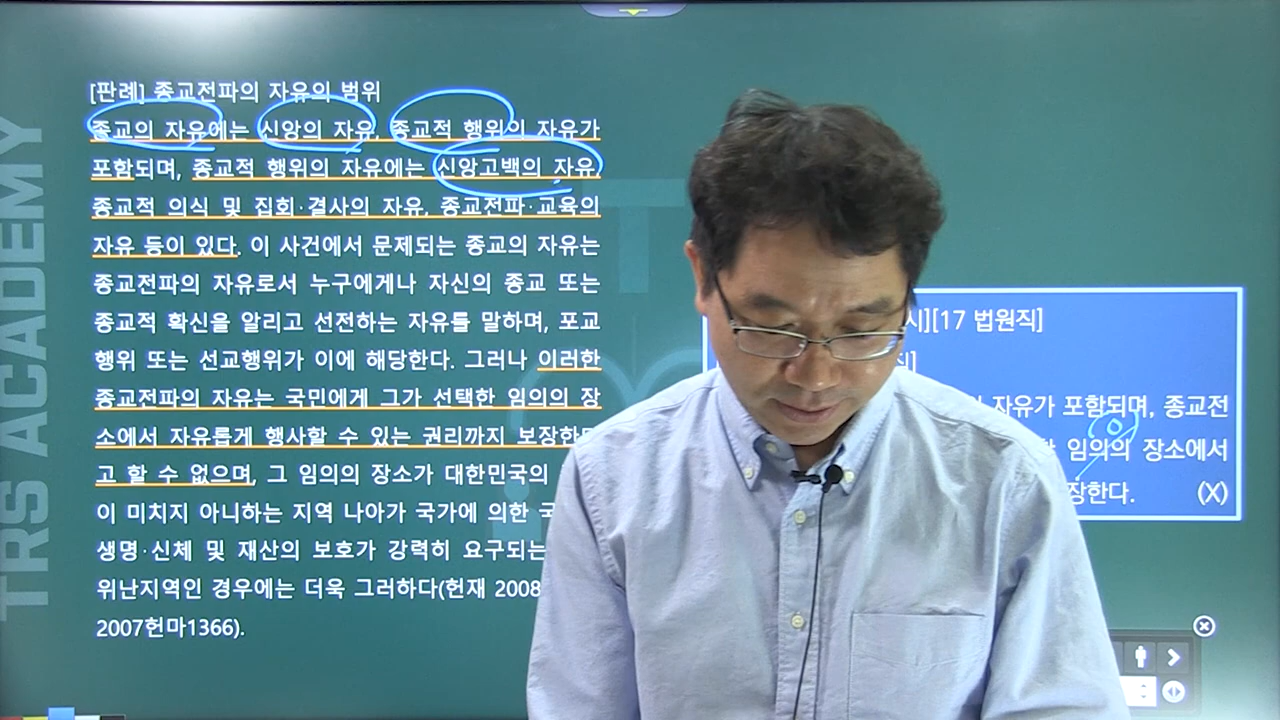 [판례] 종교전파의 자유의 범위
종교의 자유에는 신앙의 자유, 종교적 행위의 자유가
포함되며, 종교적 행위의 자유에는 신앙고백의 자유,
종교적 의식 및 집회·결사의 자유, 종교전파·교육의
자유 등이 있다. 이 사건에서 문제되는 종교의 자유는
종교전파의 자유로서 누구에게나 자신의 종교 또는
종교적 확신을 알리고 선전하는 자유를 말하며, 포교
행위 또는 선교행위가 이에 해당한다. 그러나 이러한
종교전파의 자유는 국민에게 그가 선택한 임의의 장
소에서 자유롭게 행사할 수 있는 권리까지 보장한다
고 할 수 없으며, 그 임의의 장소가 대한민국의
이 미치지 아니하는 지역 나아가 국가에 의한
생명·신체 및 재산의 보호가 강력히 요구되는
위난지역인 경우에는 더욱 그러하다(헌재 2008
2007헌마1366).
시][17 법원직]
자유가 포함되며, 종교전
임의의 장소에서
장한다. (X)
TRS ACADEMY